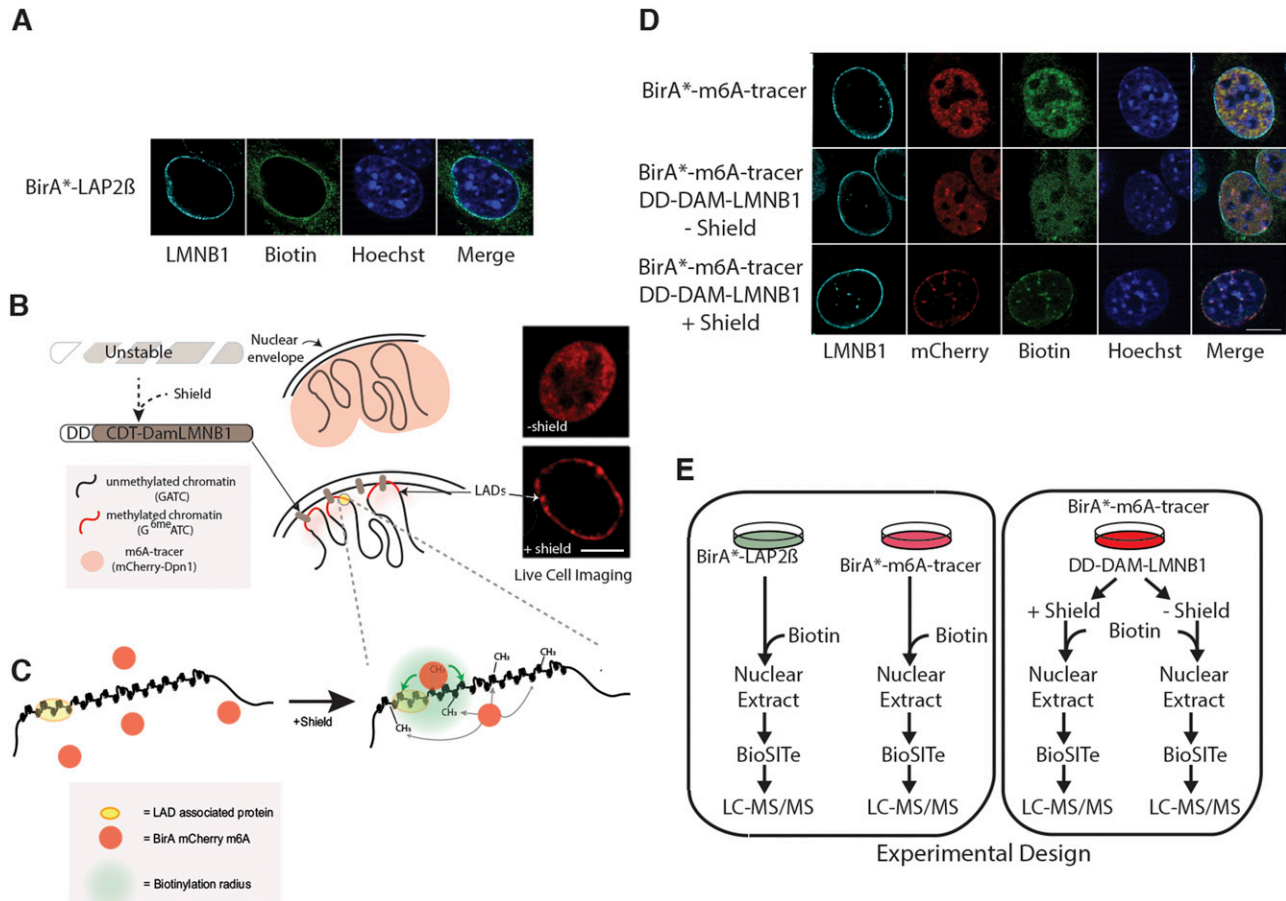 A
BirA*-LAP2ß
LMNB1 Biotin Hoechst Merge
B
Unstable
Shield
DD CDT-DamLMNB1
Nuclear
envelope
-shield
LADs
+ shield
Live Cell Imaging
unmethylated chromatin
(GATC)
methylated chromatin
(G6meATC)
m6A-tracer
(mCherry-Dpn1)
C
+Shield
CH3
CH3
CH3
CH3
CH3
= LAD associated protein
= BirA mCherry m6A
= Biotinylation radius
D
BirA*-m6A-tracer
BirA*-m6A-tracer
DD-DAM-LMNB1
- Shield
BirA*-m6A-tracer
DD-DAM-LMNB1
+ Shield
LMNB1 mCherry Biotin Hoechst Merge
E
BirA*-LAP2ß
Biotin
Nuclear
Extract
BioSITe
LC-MS/MS
BirA*-m6A-tracer
Biotin
Nuclear
Extract
BioSITe
LC-MS/MS
BirA*-m6A-tracer
DD-DAM-LMNB1
+ Shield - Shield
Biotin
Nuclear
Extract
BioSITe
LC-MS/MS
Nuclear
Extract
BioSITe
LC-MS/MS
Experimental Design